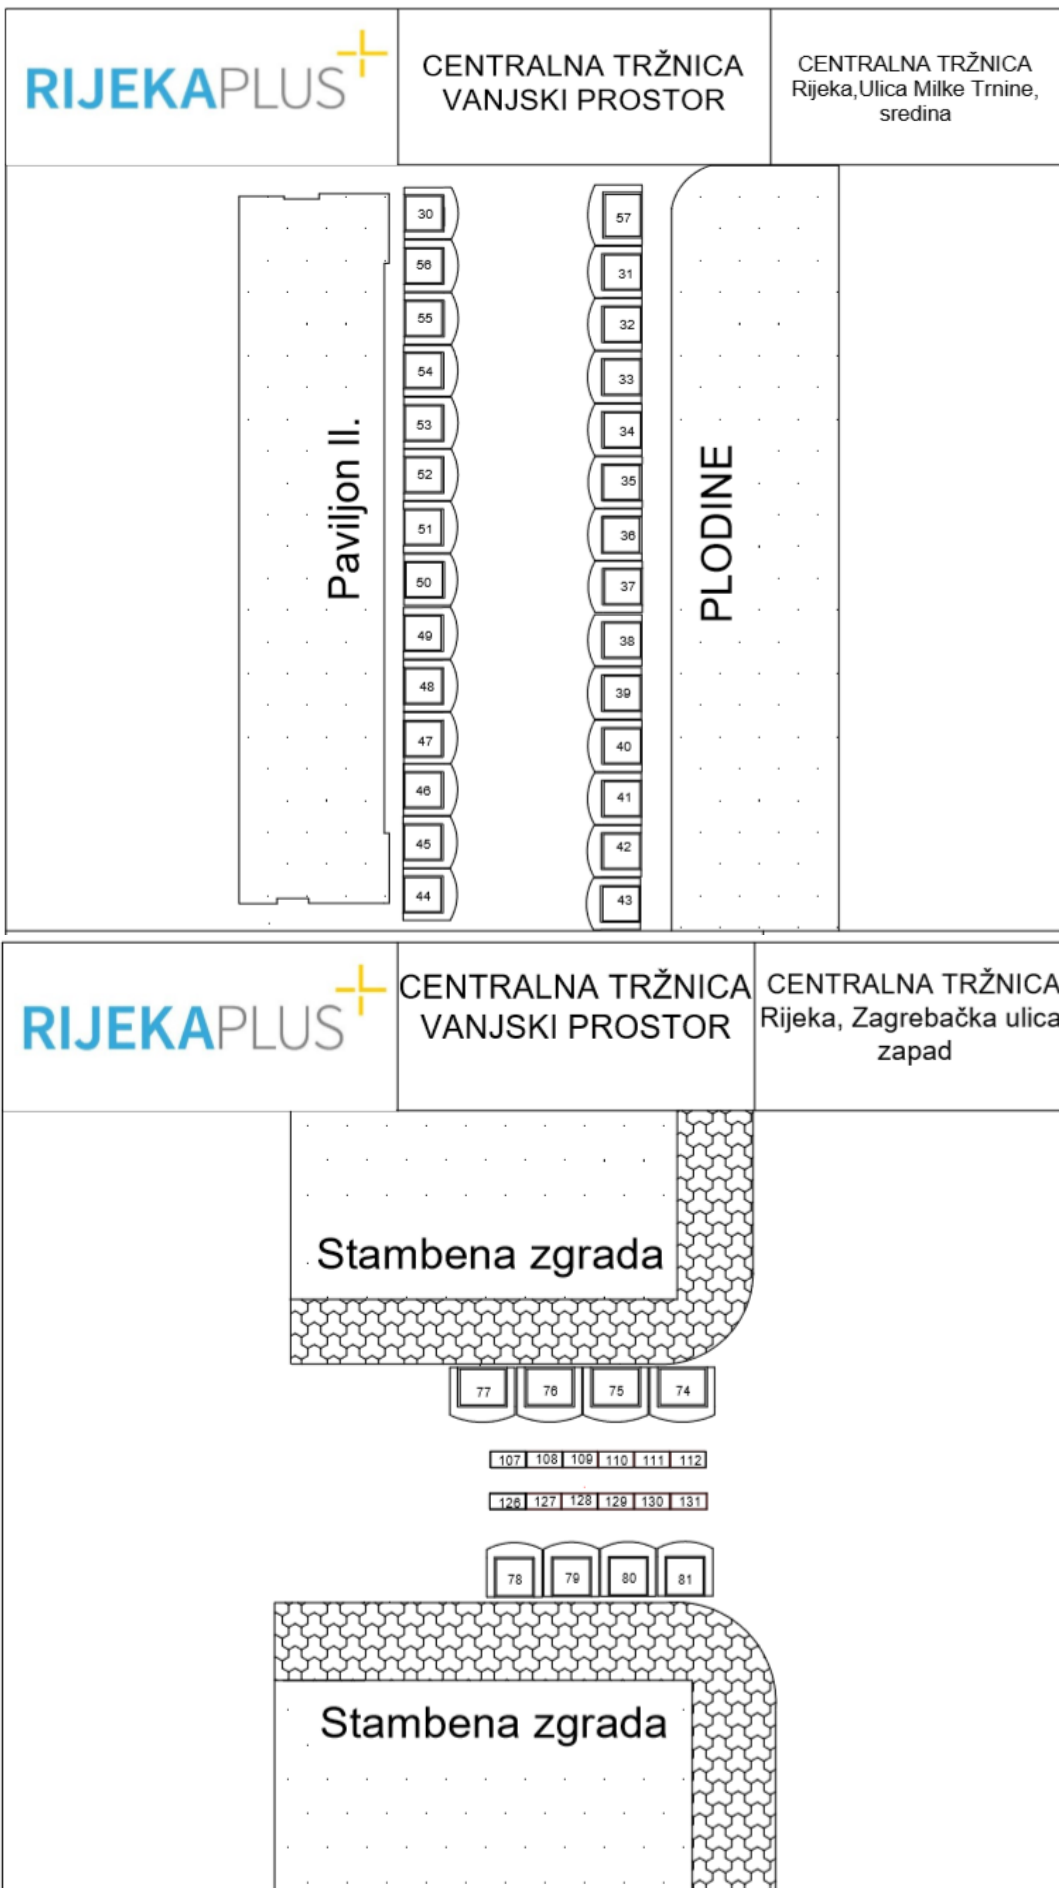 RIJEKAPLUS
CENTRALNA TRŽNICA
VANJSKI PROSTOR
CENTRALNA TRŽNICA
Rijeka,Ulica Milke Trnine,
sredina
30
56
55
54
53
52
51
50
49
48
47
46
45
44
Paviljon II.
57
31
32
33
34
35
36
37
38
39
40
41
42
43
PLODINE
RIJEKAPLUS
CENTRALNA TRŽNICA
VANJSKI PROSTOR
CENTRALNA TRŽNICA
Rijeka, Zagrebačka ulica
zapad
Stambena zgrada
77 76 75 74
107 108 109 110 111 112
126 127 128 129 130 131
78 79 80 81
Stambena zgrada